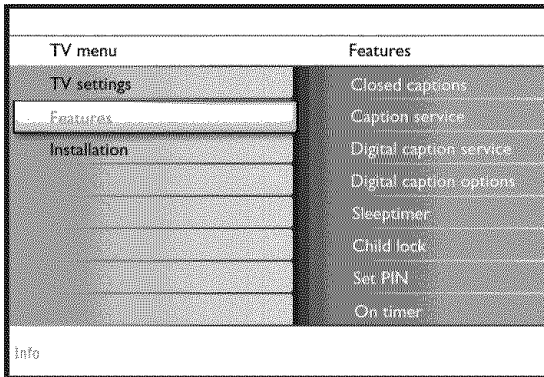 TV menu
Features
TV settings
Features
Installation
Closed captions
Caption service
Digital caption service
Digital caption options
Sleeptimer
Child lock
Set PIN
On timer
Info